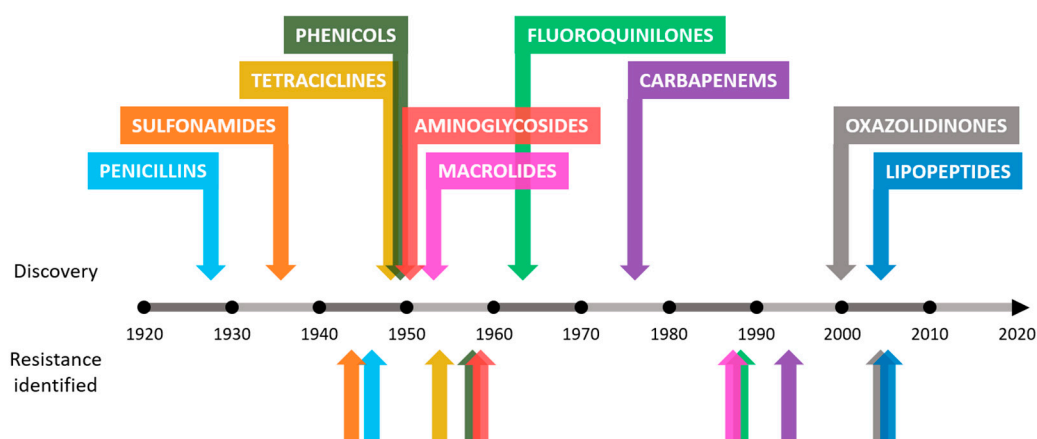 PHENICOLS
FLUOROQUINILONES
TETRACICLINES
CARBAPENEMS
SULFONAMIDES
AMINOGLYCOSIDES
OXAZOLIDINONES
PENICILLINS
MACROLIDES
LIPOPEPTIDES
Discovery
1920 1930 1940 1950 1960 1970 1980 1990 2000 2010 2020
Resistance
identified